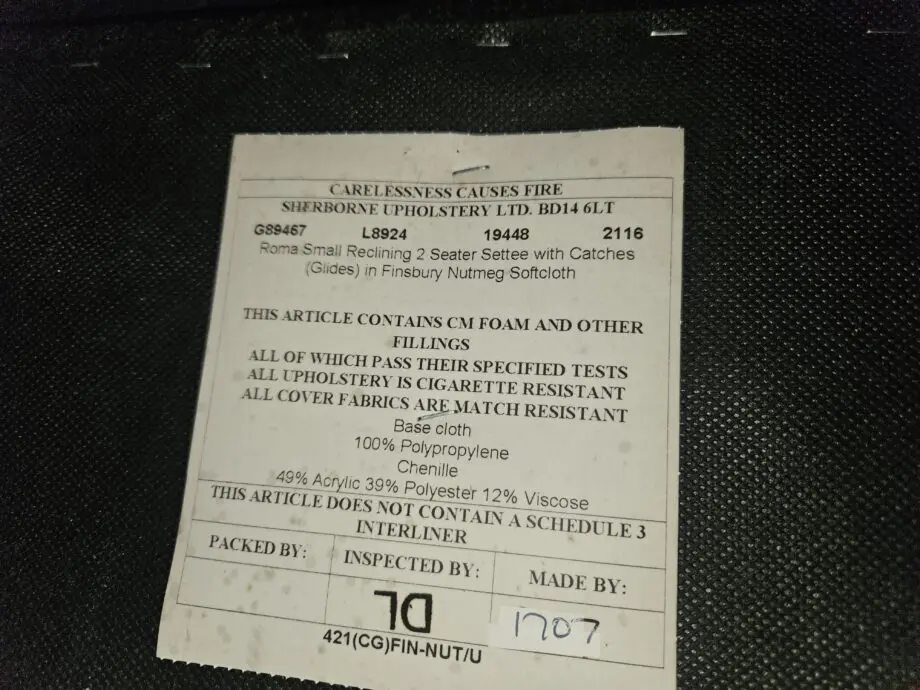 CARELESSNESS CAUSES FIRE
SHERBORNE UPHOLSTERY LTD. BD14 6LT
G89467 L8924 19448 2116
Roma Small Reclining 2 Seater Settee with Catches
(Glides) in Finsbury Nutmeg Softcloth
THIS ARTICLE CONTAINS CM FOAM AND OTHER
FILLINGS
ALL OF WHICH PASS THEIR SPECIFIED TESTS
ALL UPHOLSTERY IS CIGARETTE RESISTANT
ALL COVER FABRICS ARE MATCH RESISTANT
Base cloth
100% Polypropylene
Chenille
49% Acrylic 39% Polyester 12% Viscose
THIS ARTICLE DOES NOT CONTAIN A SCHEDULE 3
INTERLINER
PACKED BY: INSPECTED BY: MADE BY:
DL 1707
421(CG)FIN-NUT/U